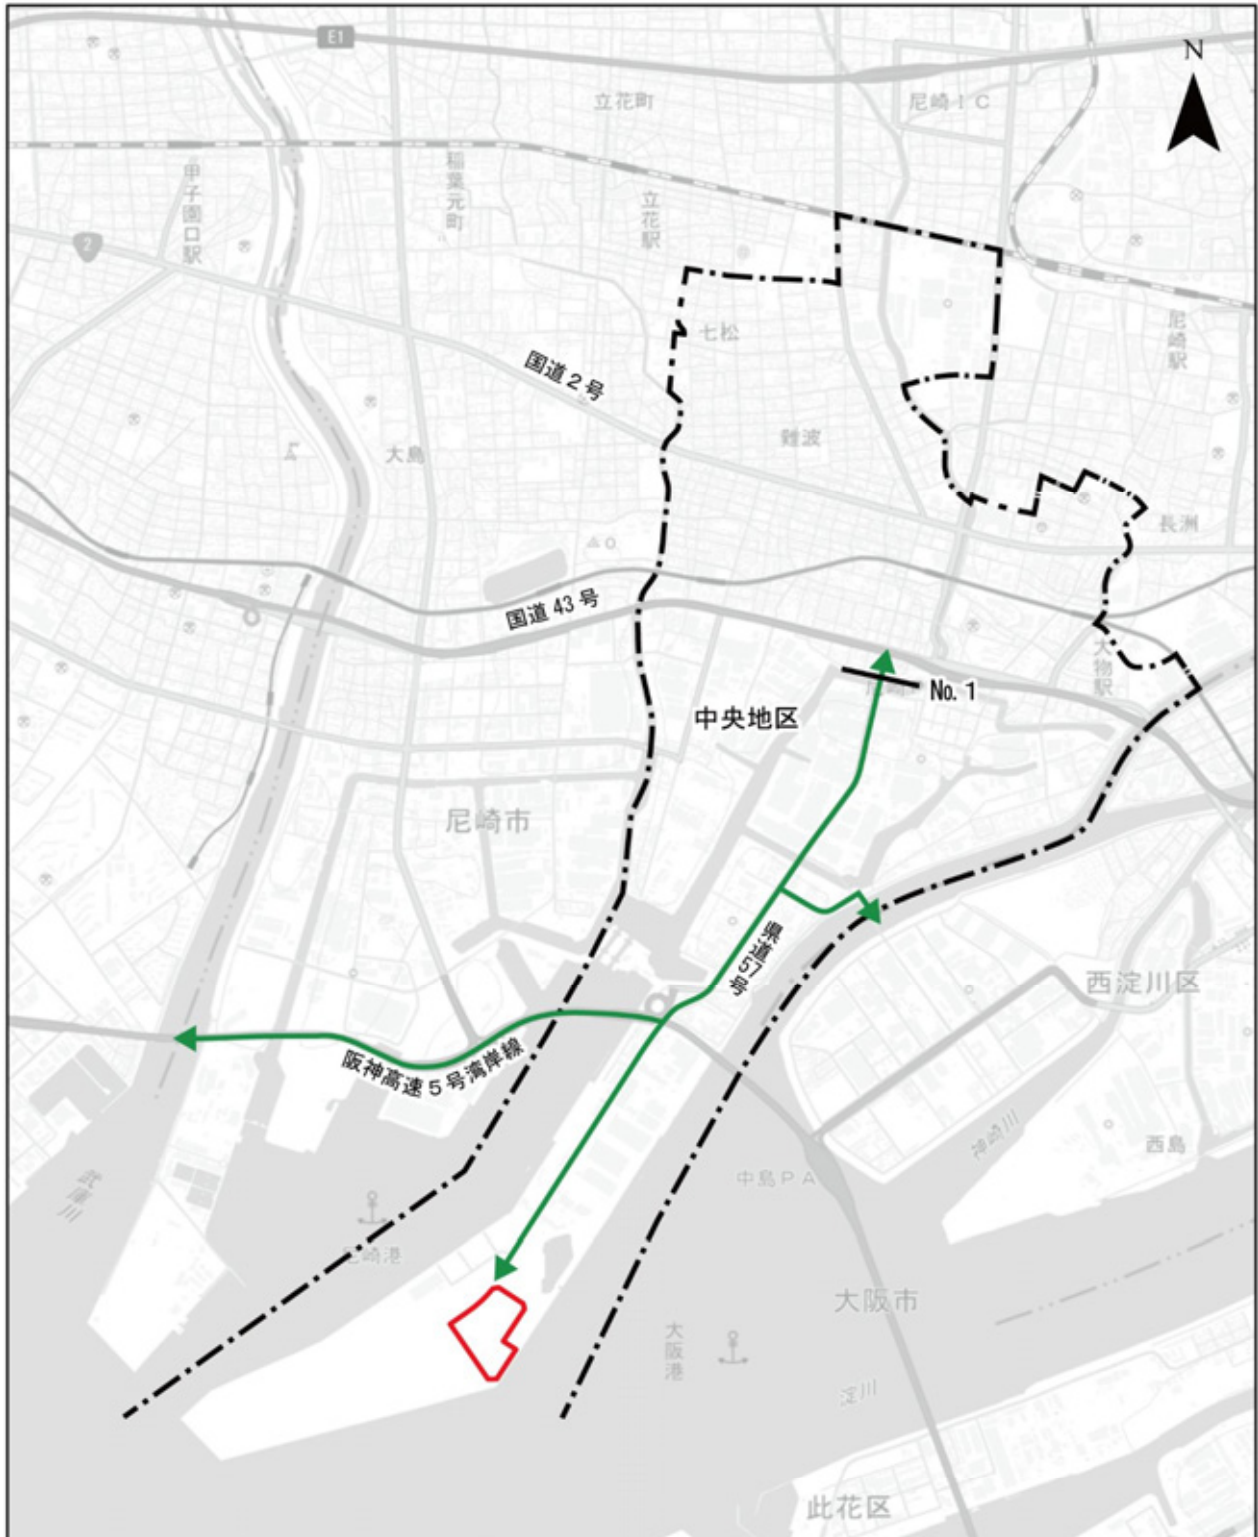 E1
N
立花町
尼崎IC
甲子園口駅
稲葉元町
立花駅
2
七松
尼崎駅
国道2号
難波
大島
長洲
国道43号
大物駅
No. 1
中央地区
尼崎市
県道57号
西淀川区
阪神高速5号湾岸線
神崎川
西島
中島PA
武庫川
尼崎港
大阪市
大阪港
淀川
此花区